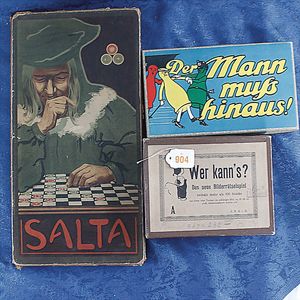 SALTA
Der Mann
muß
hinaus!
904
Wer kann's?
Das neue Bilderrätselspiel
A